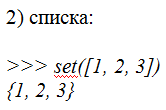 2) списка:
>>> set([1, 2, 3])
{1, 2, 3}